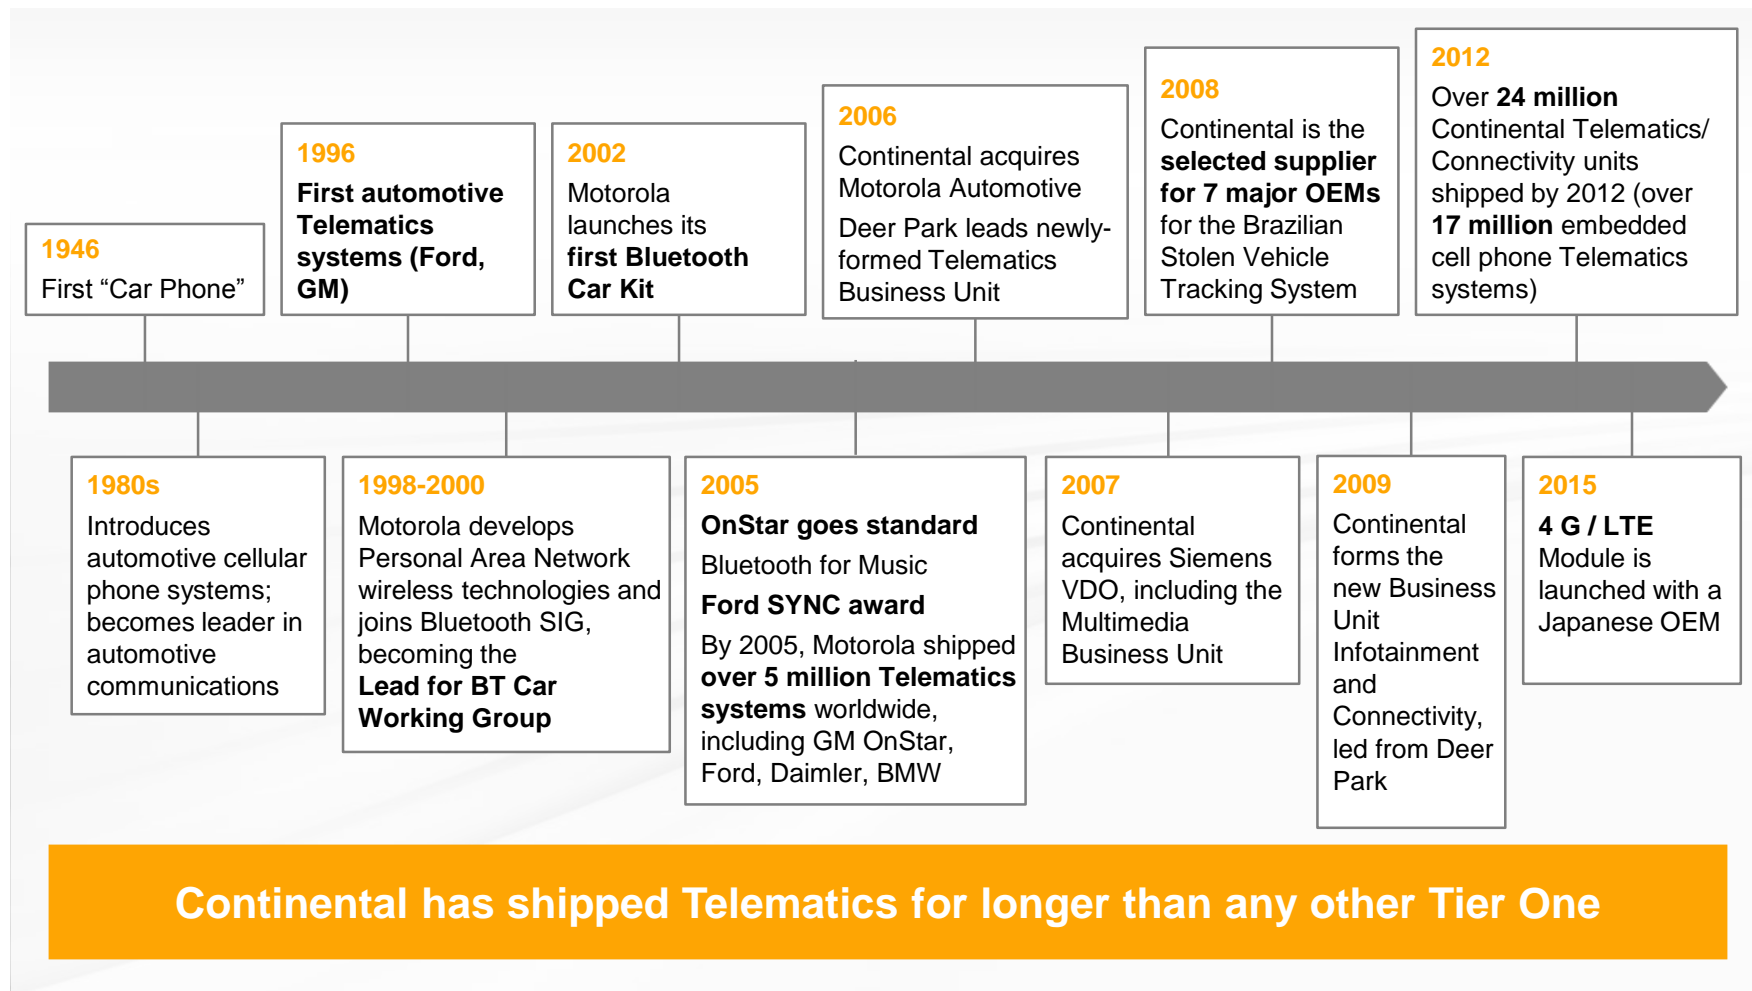 1946
First “Car Phone”
1996
First automotive
Telematics
systems (Ford,
GM)
2002
Motorola
launches its
first Bluetooth
Car Kit
2006
Continental acquires
Motorola Automotive
Deer Park leads newly-
formed Telematics
Business Unit
2008
Continental is the
selected supplier
for 7 major OEMs
for the Brazilian
Stolen Vehicle
Tracking System
2012
Over 24 million
Continental Telematics/
Connectivity units
shipped by 2012 (over
17 million embedded
cell phone Telematics
systems)
1980s
Introduces
automotive cellular
phone systems;
becomes leader in
automotive
communications
1998-2000
Motorola develops
Personal Area Network
wireless technologies and
joins Bluetooth SIG,
becoming the
Lead for BT Car
Working Group
2005
OnStar goes standard
Bluetooth for Music
Ford SYNC award
By 2005, Motorola shipped
over 5 million Telematics
systems worldwide,
including GM OnStar,
Ford, Daimler, BMW
2007
Continental
acquires Siemens
VDO, including the
Multimedia
Business Unit
2009
Continental
forms the
new Business
Unit
Infotainment
and
Connectivity,
led from Deer
Park
2015
4 G / LTE
Module is
launched with a
Japanese OEM
Continental has shipped Telematics for longer than any other Tier One